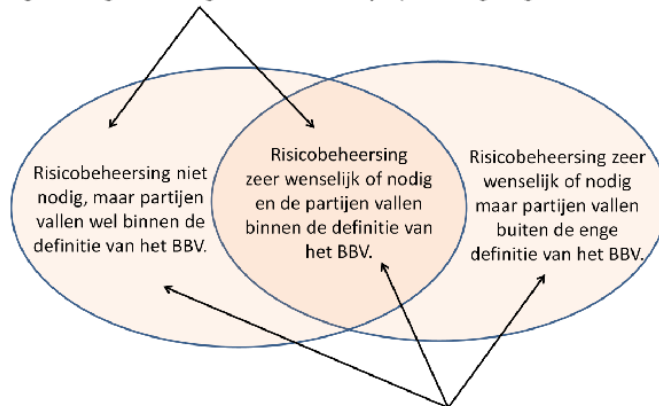 Risicobeheersing niet
nodig, maar partijen
vallen wel binnen de
definitie van het BBV.
Risicobeheersing
zeer wenselijk of nodig
en de partijen vallen
binnen de definitie van
het BBV.
Risicobeheersing zeer
wenselijk of nodig
maar partijen vallen
buiten de enge
definitie van het BBV.